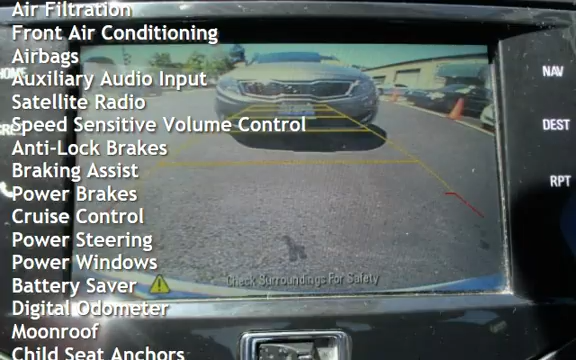 Air Filtration
Front Air Conditioning
Airbags
Auxiliary Audio Input
Satellite Radio
Speed Sensitive Volume Control
Anti-Lock Brakes
Braking Assist
Power Brakes
Cruise Control
Power Steering
Power Windows
Battery Saver
Digital Odometer
Moonroof
Child Seat Anchors
NAV
DEST
RPT
Check Surroundings For Safety